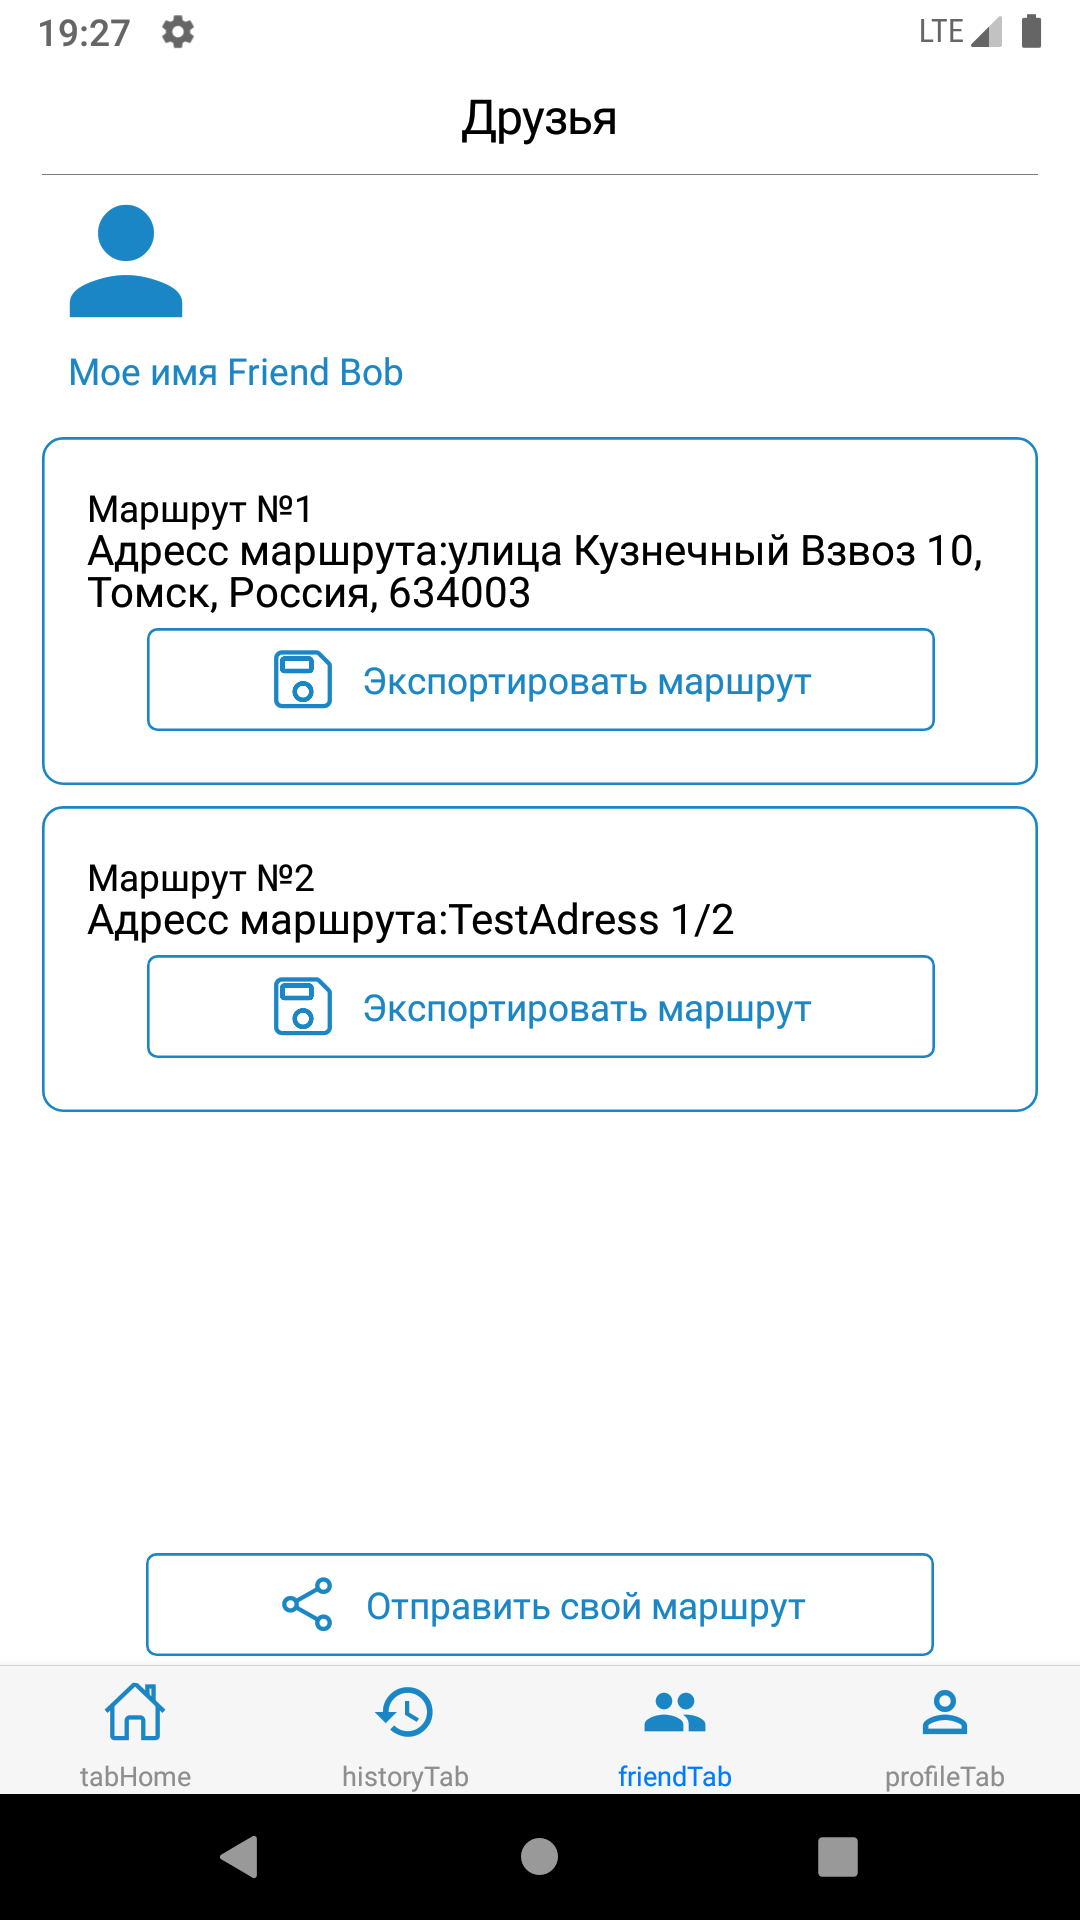 19:27
LTE
Друзья
Мое имя Friend Bob
Маршрут №1
Адресс маршрута:улица Кузнечный Взвоз 10,
Томск, Россия, 634003
Экспортировать маршрут
Маршрут №2
Адресс маршрута:TestAdress 1/2
Экспортировать маршрут
Отправить свой маршрут
tabHome
historyTab
friendTab
profileTab